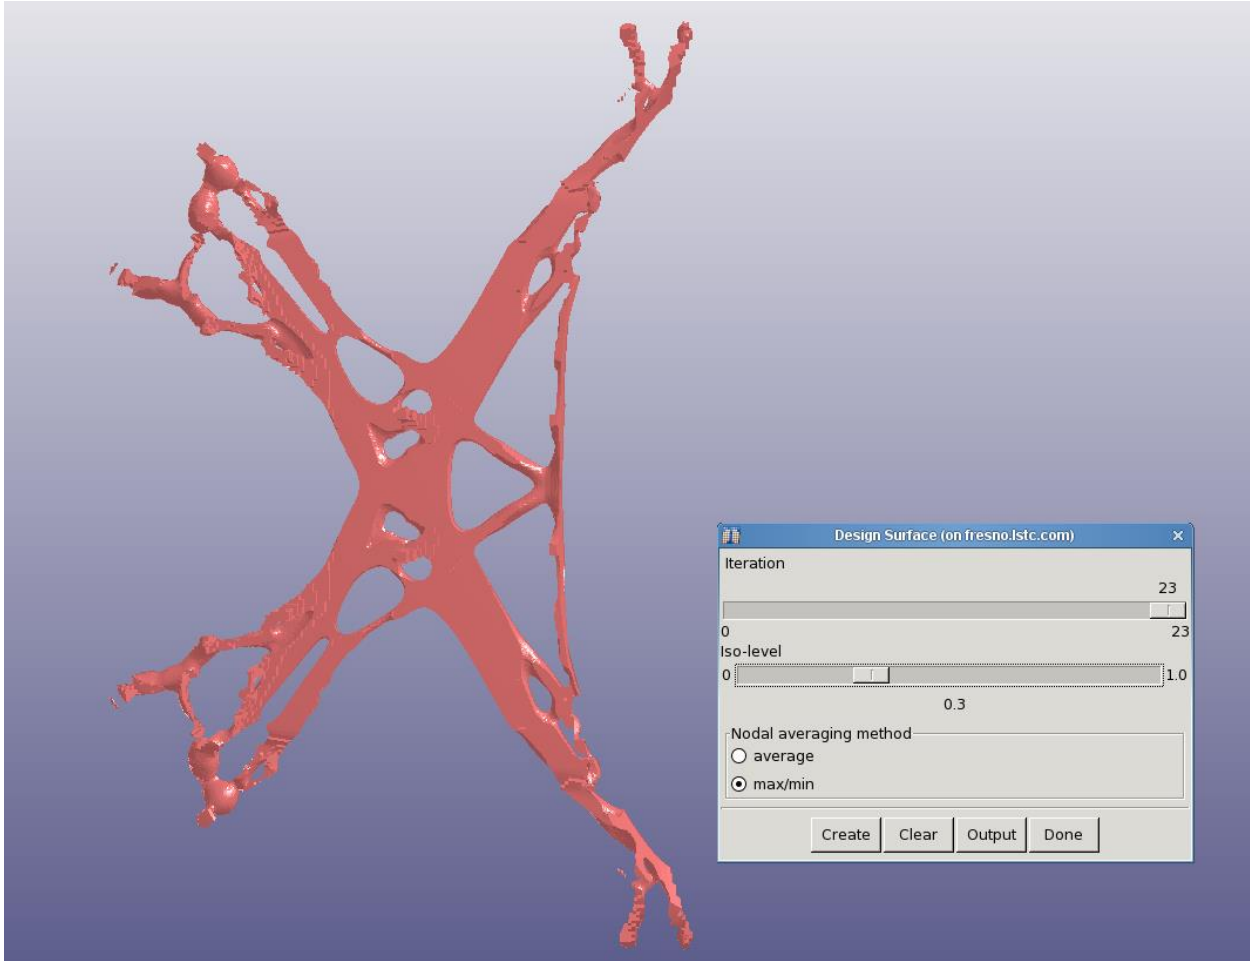 Design Surface (on fresno.lstc.com)
Iteration
23
0 23
Iso-level
0 1.0
0.3
Nodal averaging method
average
max/min
Create Clear Output Done